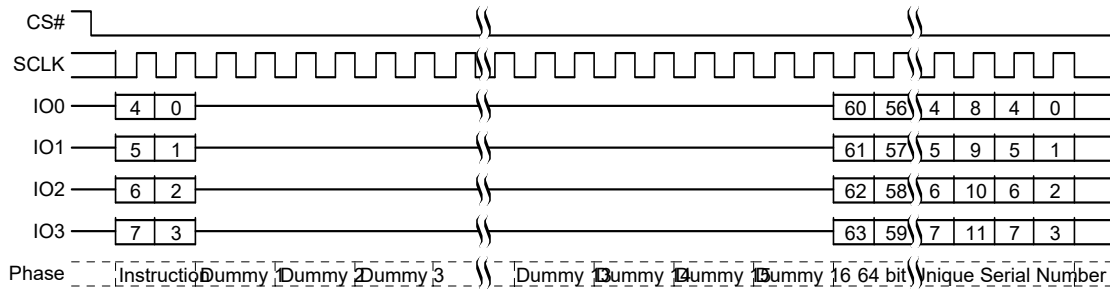 CS#
SCLK
IO0 4 0 60 56 4 8 4 0
IO1 5 1 61 57 5 9 5 1
IO2 6 2 62 58 6 10 6 2
IO3 7 3 63 59 7 11 7 3
Phase Instruction Dummy 1 Dummy 2 Dummy 3 Dummy 13 Dummy 14 Dummy 15 Dummy 16 64 bit Unique Serial Number